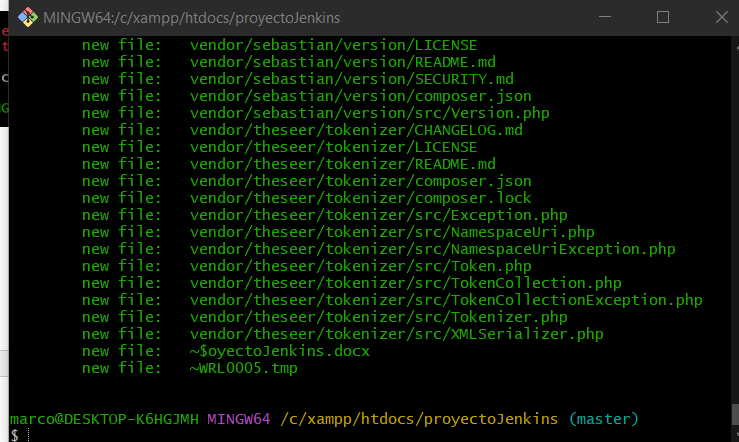 MINGW64:/c/xampp/htdocs/proyectoJenkins
new file:   vendor/sebastian/version/LICENSE
new file:   vendor/sebastian/version/README.md
new file:   vendor/sebastian/version/SECURITY.md
new file:   vendor/sebastian/version/composer.json
new file:   vendor/sebastian/version/src/Version.php
new file:   vendor/theseer/tokenizer/CHANGELOG.md
new file:   vendor/theseer/tokenizer/LICENSE
new file:   vendor/theseer/tokenizer/README.md
new file:   vendor/theseer/tokenizer/composer.json
new file:   vendor/theseer/tokenizer/composer.lock
new file:   vendor/theseer/tokenizer/src/Exception.php
new file:   vendor/theseer/tokenizer/src/NamespaceUri.php
new file:   vendor/theseer/tokenizer/src/NamespaceUriException.php
new file:   vendor/theseer/tokenizer/src/Token.php
new file:   vendor/theseer/tokenizer/src/TokenCollection.php
new file:   vendor/theseer/tokenizer/src/TokenCollectionException.php
new file:   vendor/theseer/tokenizer/src/Tokenizer.php
new file:   vendor/theseer/tokenizer/src/XMLSerializer.php
new file:   ~$oyectoJenkins.docx
new file:   ~WRL0005.tmp
marco@DESKTOP-K6HGJMH MINGW64 /c/xampp/htdocs/proyectoJenkins (master)
$